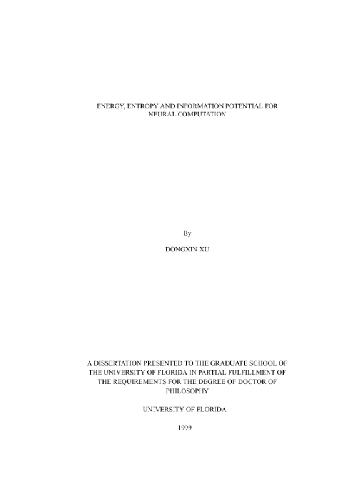 ENERGY, ENTROPY AND INFORMATION POTENTIAL FOR
NEURAL COMPUTATION
By
DONGXIN XU
A DISSERTATION PRESENTED TO THE GRADUATE SCHOOL OF
THE UNIVERSITY OF FLORIDA IN PARTIAL FULFILLMENT OF
THE REQUIREMENTS FOR THE DEGREE OF DOCTOR OF
PHILOSOPHY
UNIVERSITY OF FLORIDA
1999